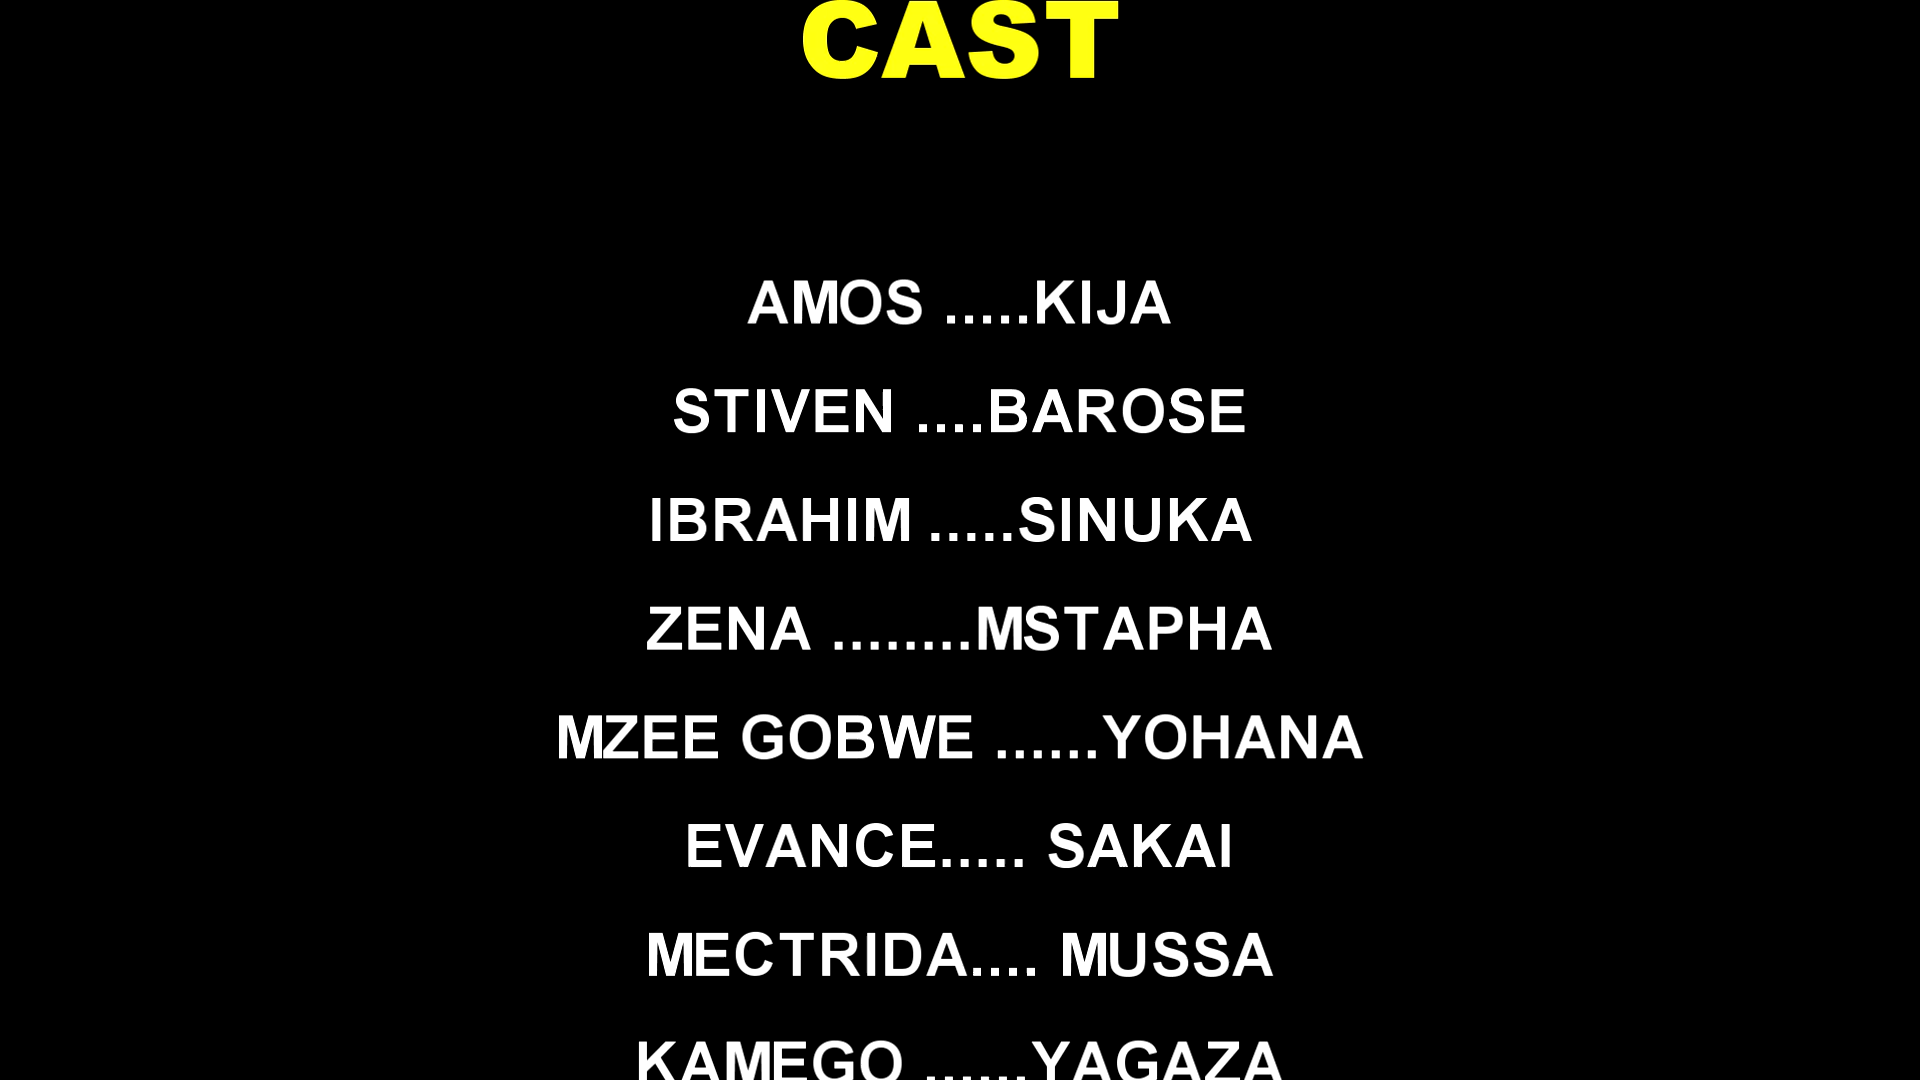 CAST
AMOS .....KIJA
STIVEN ....BAROSE
IBRAHIM .....SINUKA
ZENA ........MSTAPHA
MZEE GOBWE ......YOHANA
EVANCE..... SAKAI
MECTRIDA.... MUSSA
KAMEGO ......YAGAZA